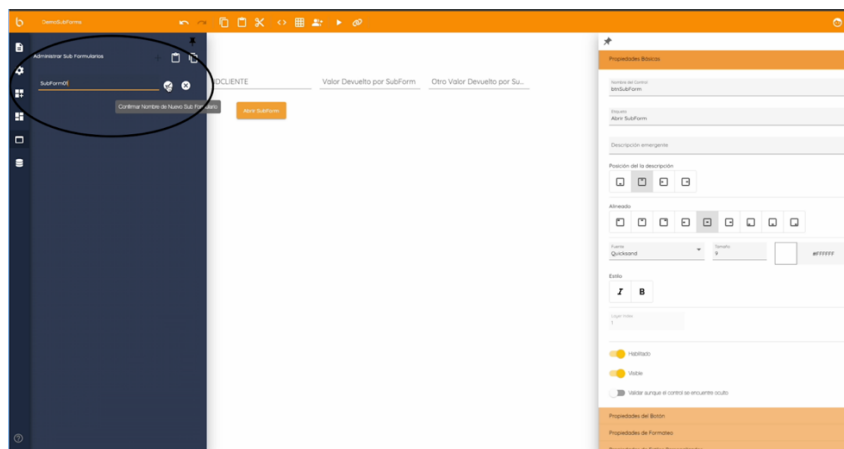 DemoSubForms
Administrar Sub Formularios
SubForm01
Confirmar Nombre de Nuevo Sub Formulario
IDCLIENTE
Valor Devuelto por SubForm
Otro Valor Devuelto por Su...
Abrir SubForm
Propiedades Básicas
Nombre del Control
btnSubForm
Etiqueta
Abrir SubForm
Descripción emergente
Posición del la descripción
Alineado
Fuente
Quicksand
Tamaño
9
#FFFFFF
Estilo
I B
1
Habilitado
Visible
Validar aunque el control se encuentre oculto
Propiedades del Botón
Propiedades de Formateo